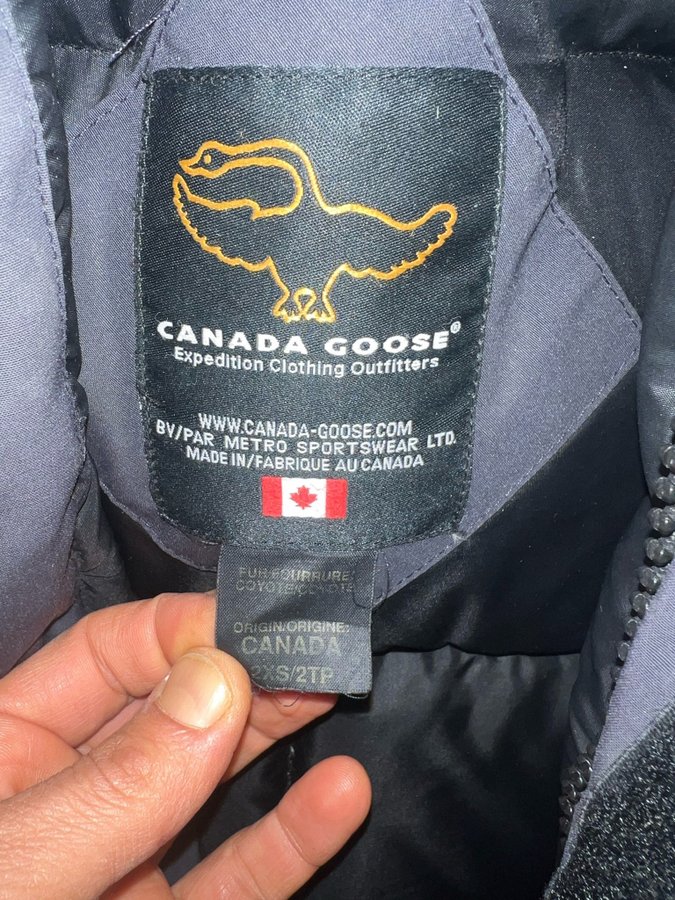 CANADA GOOSE®
Expedition Clothing Outfitters
WWW.CANADA-GOOSE.COM
BV/PAR METRO SPORTSWEAR LTD.
MADE IN/FABRIQUE AU CANADA
FUR FOURRURE:
COYOTE/COYOTE
ORIGIN/ORIGINE:
CANADA
2XS/2TP